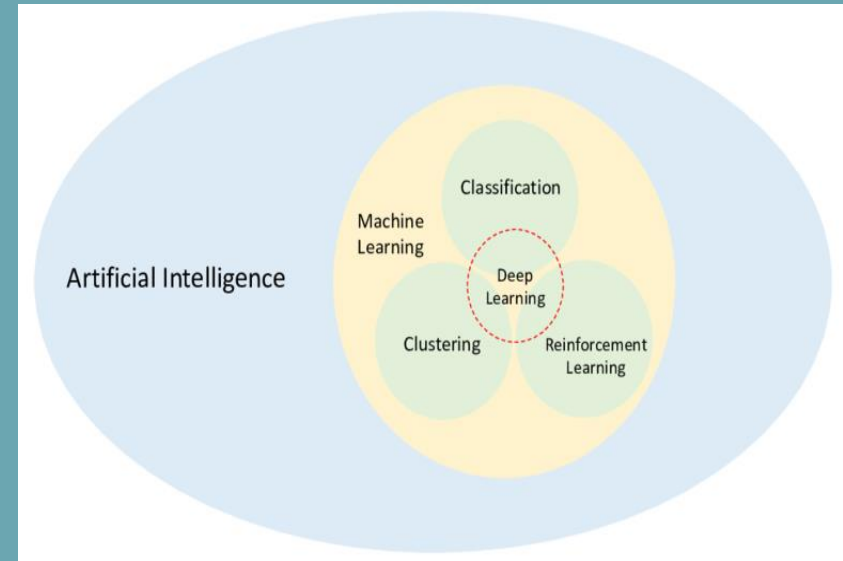 Classification
Machine
Learning
Artificial Intelligence
Deep
Learning
Clustering
Reinforcement
Learning